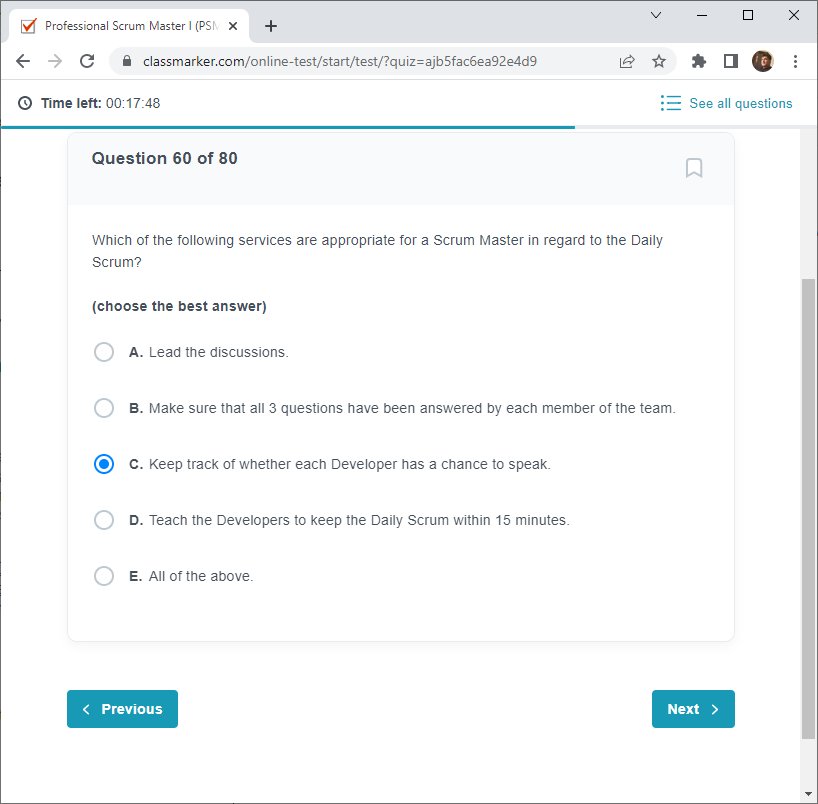 Professional Scrum Master I (PSM
classmarker.com/online-test/start/test/?quiz=ajb5fac6ea92e4d9
Time left: 00:17:48
See all questions
Question 60 of 80
Which of the following services are appropriate for a Scrum Master in regard to the Daily
Scrum?
(choose the best answer)
A. Lead the discussions.
B. Make sure that all 3 questions have been answered by each member of the team.
C. Keep track of whether each Developer has a chance to speak.
D. Teach the Developers to keep the Daily Scrum within 15 minutes.
E. All of the above.
Previous
Next